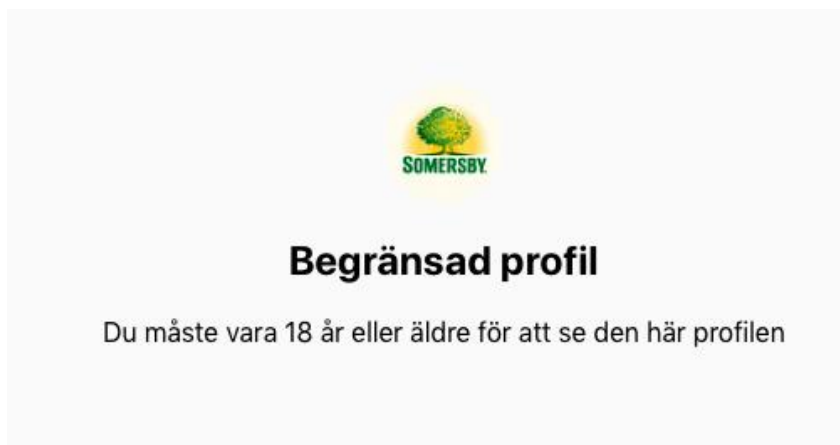 SOMERSBY
Begränsad profil
Du måste vara 18 år eller äldre för att se den här profilen